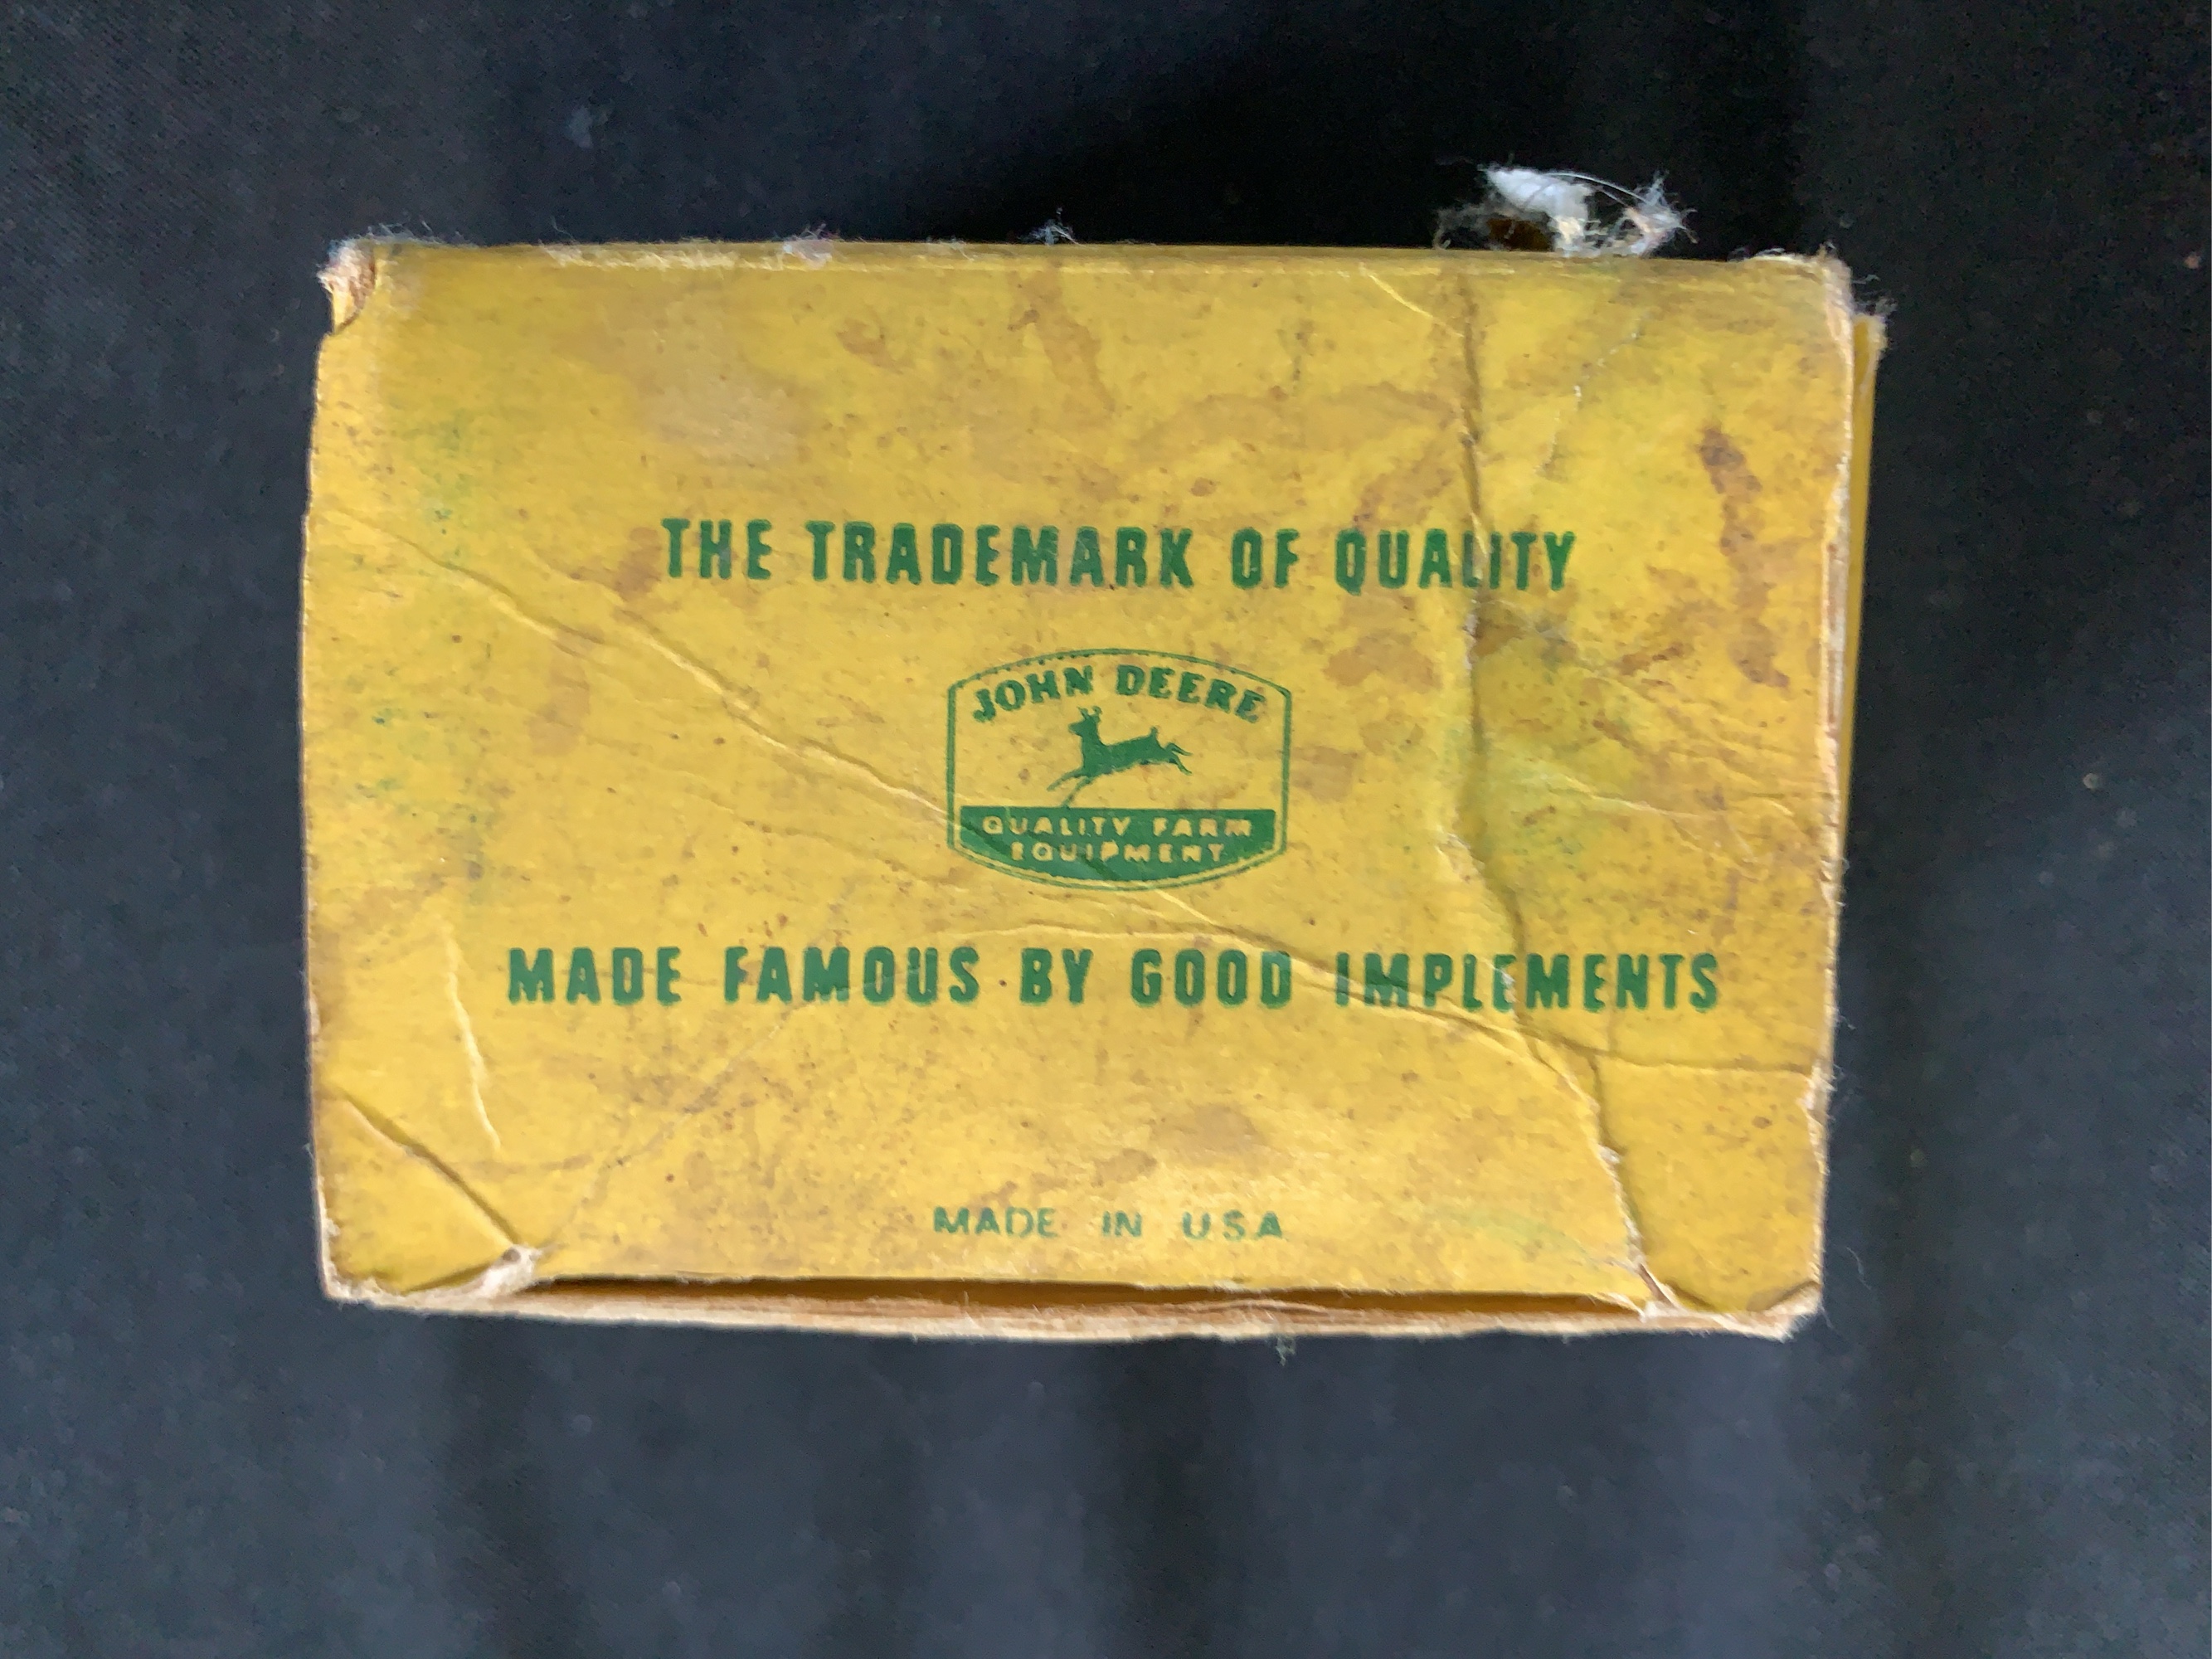 THE TRADEMARK OF QUALITY
JOHN DEERE
QUALITY FARM
EQUIPMENT
MADE FAMOUS BY GOOD IMPLEMENTS
MADE IN USA